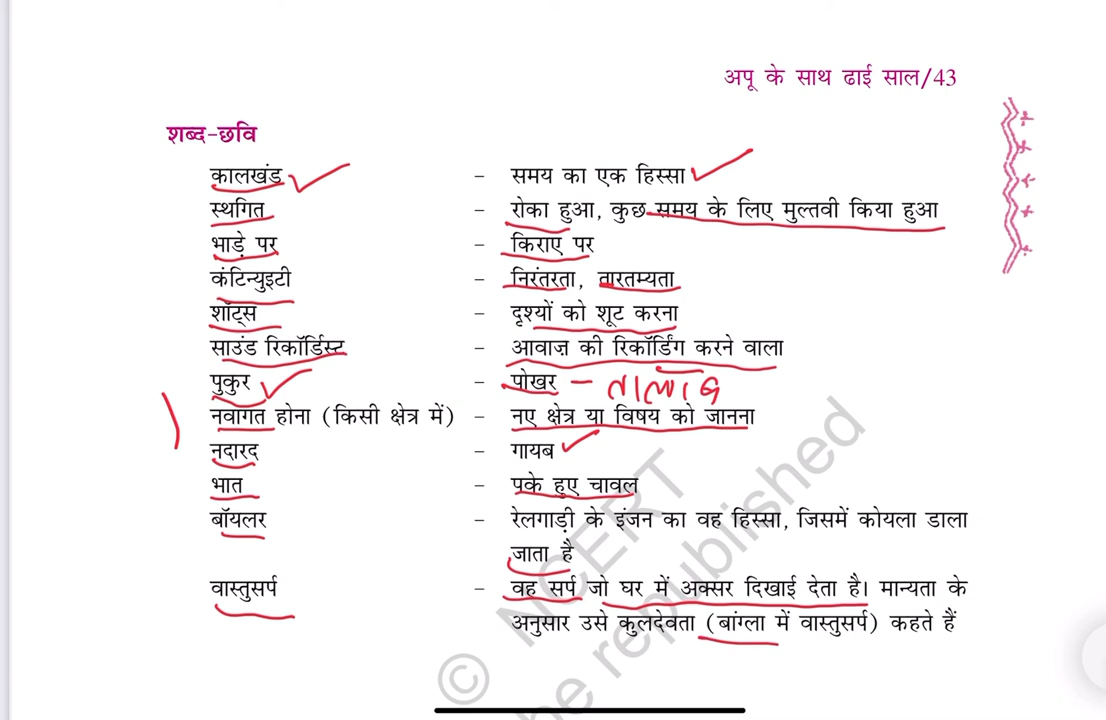 अपू के साथ ढाई साल/43
शब्द-छवि
कालखंड - समय का एक हिस्सा
स्थगित - रोका हुआ, कुछ समय के लिए मुल्तवी किया हुआ
भाड़े पर - किराए पर
कंटिन्युइटी - निरंतरता, तारतम्यता
शॉट्स - दृश्यों को शूट करना
साउंड रिकॉर्डिस्ट - आवाज़ की रिकॉर्डिंग करने वाला
पुकुर - पोखर - तालाब
नवागत होना (किसी क्षेत्र में) - नए क्षेत्र या विषय को जानना
नदारद - गायब
भात - पके हुए चावल
बॉयलर - रेलगाड़ी के इंजन का वह हिस्सा, जिसमें कोयला डाला
जाता है
वास्तुसर्प - वह सर्प जो घर में अक्सर दिखाई देता है। मान्यता के
अनुसार उसे कुलदेवता (बांग्ला में वास्तुसर्प) कहते हैं
© NCERT
be republished